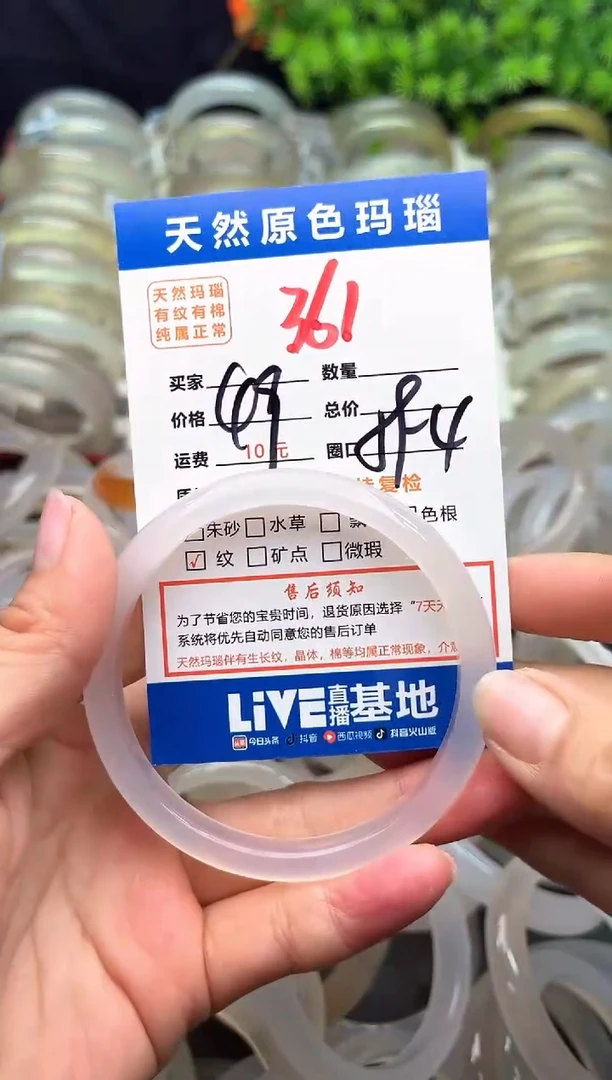 天然原色玛瑙
天然玛瑙
有纹有棉
纯属正常
361
买家 数量
价格 49 总价
运费 10元 圈口
复检
朱砂 水草 色根
√ 纹 矿点 微瑕
售后须知
为了节省您的宝贵时间，退货原因选择“7天
系统将优先自动同意您的售后订单
天然玛瑙伴有生长纹，晶体，棉等均属正常现象，介
LiVE直播基地
头条 今日头条 抖音 西瓜视频 抖音火山版